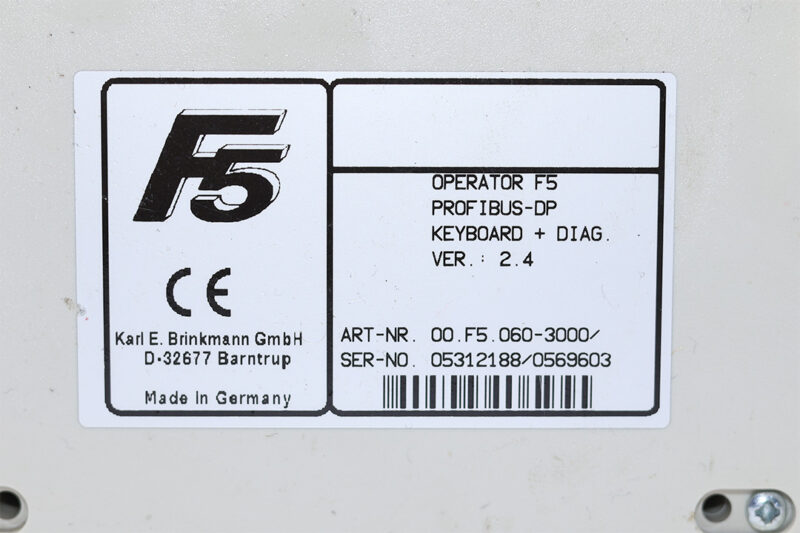 F5
CE
Karl E. Brinkmann GmbH
D-32677 Barntrup
Made In Germany
OPERATOR F5
PROFIBUS-DP
KEYBOARD + DIAG.
VER.: 2.4
ART-NR. 00.F5.060-3000/
SER-NO. 05312188/0569603